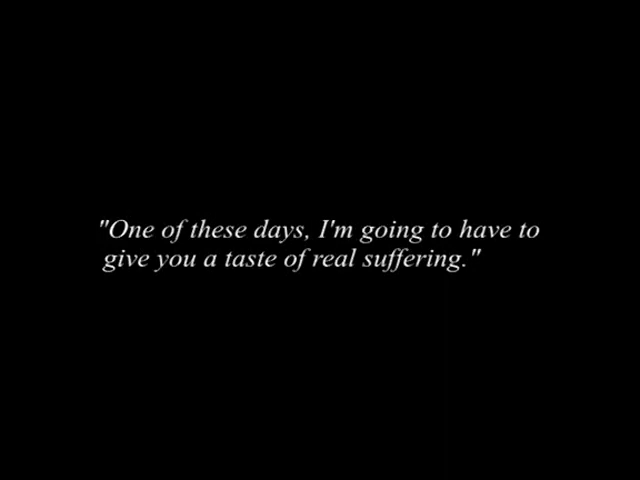 "One of these days, I'm going to have to
give you a taste of real suffering."